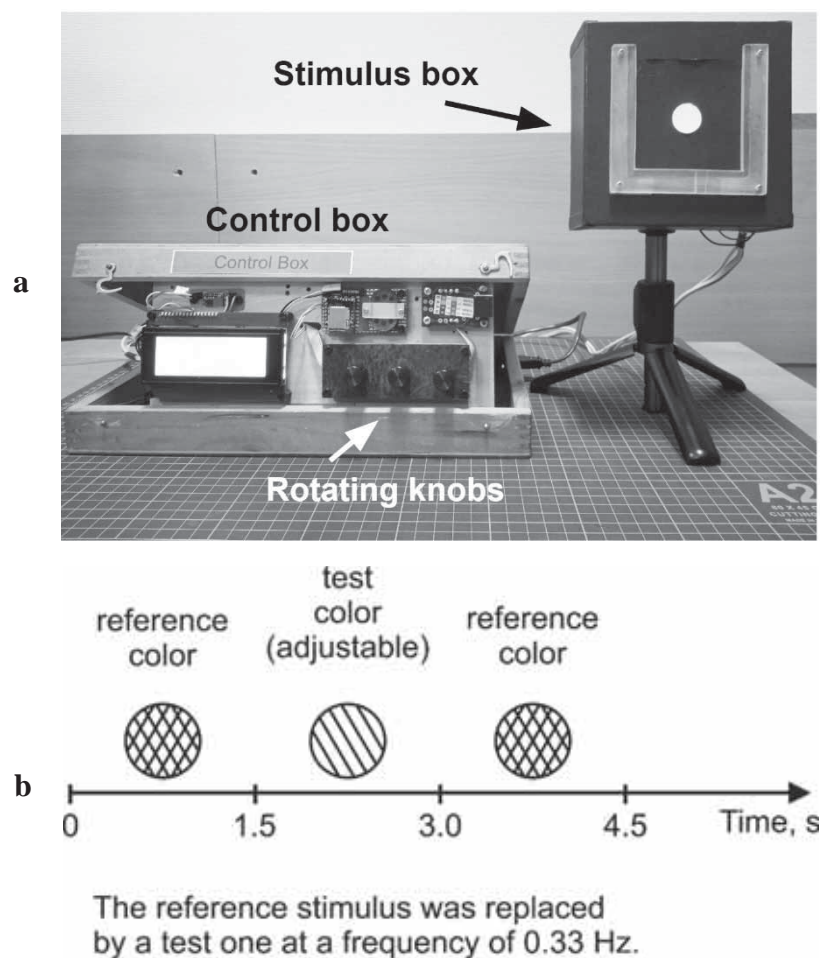 Stimulus box
Control box
Control Box
a
Rotating knobs
A2
CUTTING
test
reference color reference
color (adjustable) color
b
0 1.5 3.0 4.5 Time, s
The reference stimulus was replaced
by a test one at a frequency of 0.33 Hz.